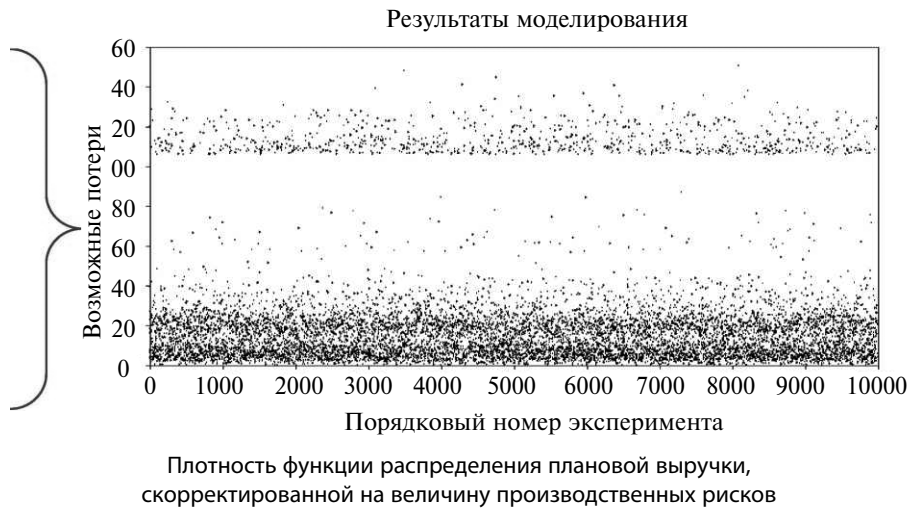 Результаты моделирования
Возможные потери
60
40
20
00
80
60
40
20
0
0 1000 2000 3000 4000 5000 6000 7000 8000 9000 10000
Порядковый номер эксперимента
Плотность функции распределения плановой выручки,
скорректированной на величину производственных рисков